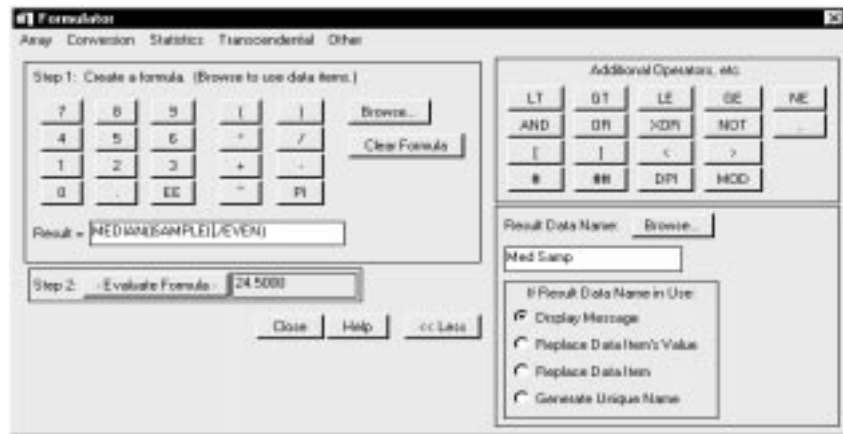 Formulator
Array Conversion Statistics Transcendental Other
Step 1: Create a formula. (Browse to use data items.)
7 8 9 ( ) Browse...
4 5 6 * / Clear Formula
1 2 3 + -
0 . EE ^ PI
Result = MEDIAN((SAMPLE)[,/EVEN)
Step 2: - Evaluate Formula - 24.5000
Close Help << Less
Additional Operators, etc.
LT GT LE GE NE
AND OR XOR NOT ,
[ ] < >
# ## DPI MOD
Result Data Name: Browse...
Med Samp
If Result Data Name in Use:
Display Message
Replace Data Item's Value
Replace Data Item
Generate Unique Name